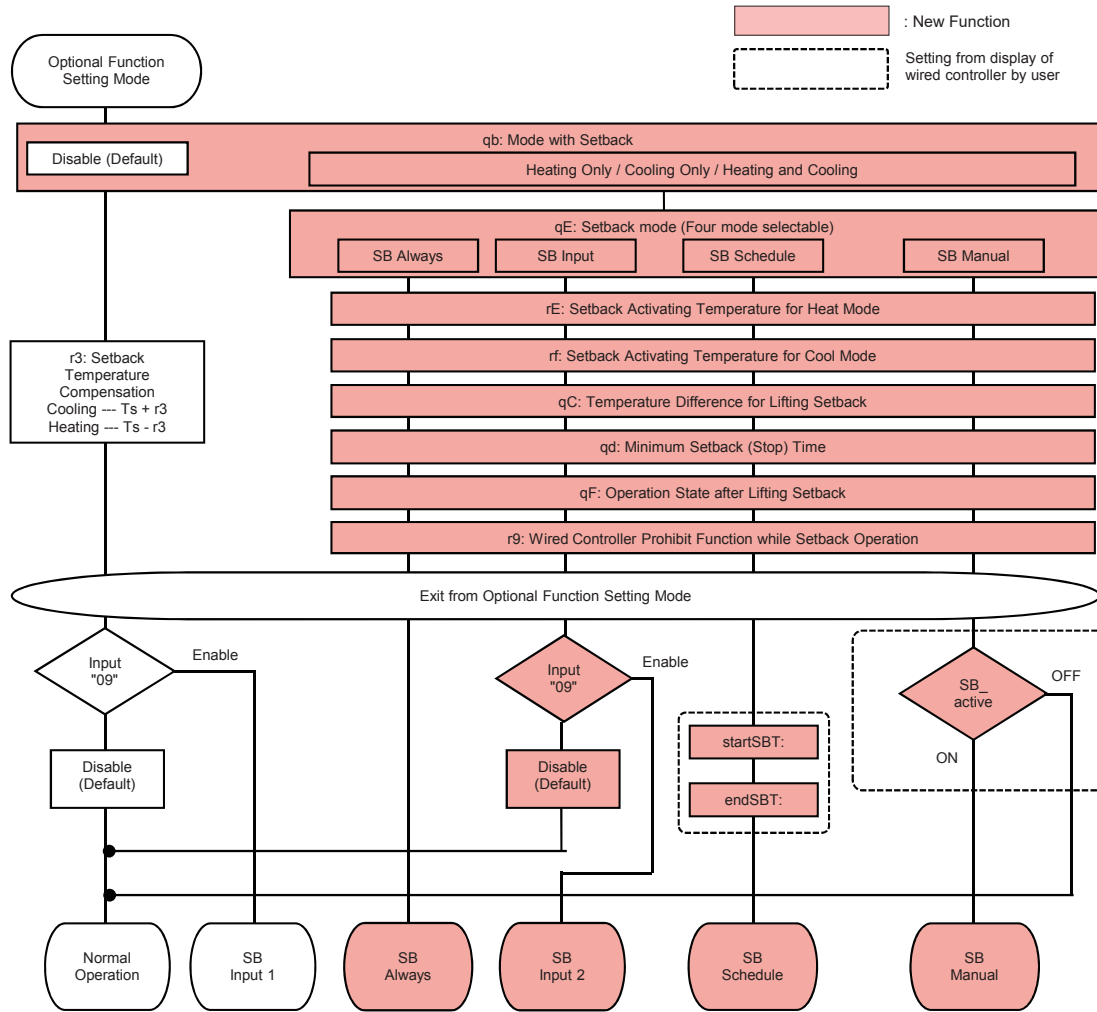 : New Function
Setting from display of
wired controller by user
Optional Function
Setting Mode
qb: Mode with Setback
Disable (Default)
Heating Only / Cooling Only / Heating and Cooling
qE: Setback mode (Four mode selectable)
SB Always
SB Input
SB Schedule
SB Manual
rE: Setback Activating Temperature for Heat Mode
rf: Setback Activating Temperature for Cool Mode
r3: Setback
Temperature
Compensation
Cooling --- Ts + r3
Heating --- Ts - r3
qC: Temperature Difference for Lifting Setback
qd: Minimum Setback (Stop) Time
qF: Operation State after Lifting Setback
r9: Wired Controller Prohibit Function while Setback Operation
Exit from Optional Function Setting Mode
Input
"09"
Enable
Disable
(Default)
Input
"09"
Enable
Disable
(Default)
startSBT:
endSBT:
SB_
active
OFF
ON
Normal
Operation
SB
Input 1
SB
Always
SB
Input 2
SB
Schedule
SB
Manual